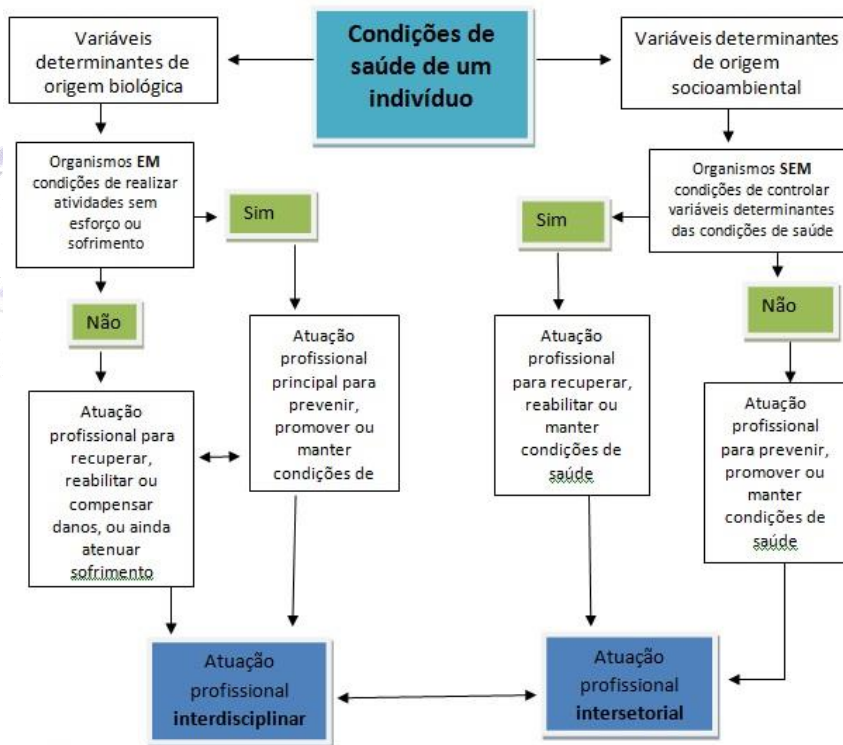 Condições de
saúde de um
indivíduo
Variáveis
determinantes de
origem biológica
Variáveis determinantes
de origem
socioambiental
Organismos EM
condições de realizar
atividades sem
esforço ou
sofrimento
Sim
Não
Organismos SEM
condições de controlar
variáveis determinantes
das condições de saúde
Sim
Não
Atuação
profissional para
recuperar,
reabilitar ou
compensar
danos, ou ainda
atenuar
sofrimento
Atuação
profissional
principal para
prevenir,
promover ou
manter
condições de
Atuação
profissional
para recuperar,
reabilitar ou
manter
condições de
saúde
Atuação
profissional
para prevenir,
promover ou
manter
condições de
saúde
Atuação
profissional
interdisciplinar
Atuação
profissional
intersetorial